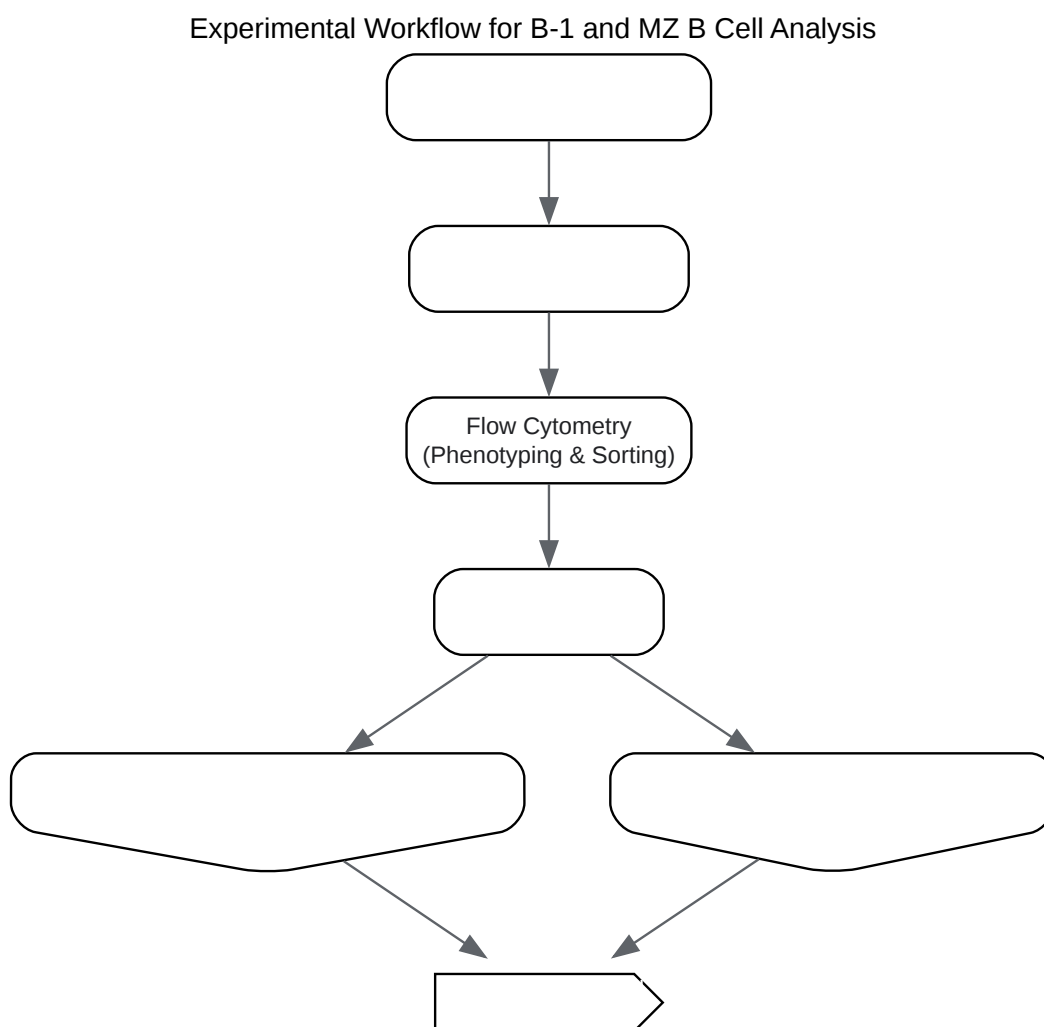 Experimental Workflow for B-1 and MZ B Cell Analysis
Flow Cytometry
(Phenotyping & Sorting)